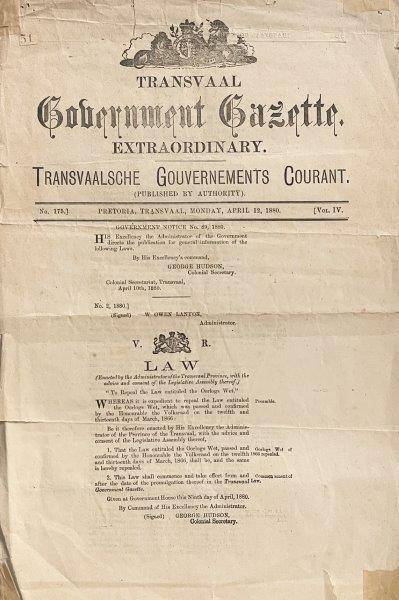 TRANSVAAL
Government Gazette.
EXTRAORDINARY.
TRANSVAALSCHE GOUVERNEMENTS COURANT.
(PUBLISHED BY AUTHORITY).
No. 175.] PRETORIA, TRANSVAAL, MONDAY, APRIL 12, 1880. [VOL. IV.
GOVERNMENT NOTICE No. 89, 1880.
HIS Excellency the Administrator of the Government
directs the publication for general information of the
following Laws.
By His Excellency's command,
GEORGE HUDSON,
Colonial Secretary.
Colonial Secretariat, Transvaal,
April 10th, 1880.
No. 2, 1880.]
(Signed) W OWEN LANYON,
Administrator.
V. R.
LAW
(Enacted by the Administrator of the Transvaal Province, with the
advice and consent of the Legislative Assembly thereof.)
"To Repeal the Law entituled the Oorlogs Wet."
WHEREAS it is expedient to repeal the Law entituled Preamble.
the Oorlogs Wet, which was passed and confirmed
by the Honourable the Volksraad on the twelfth and
thirteenth days of March, 1866:
Be it therefore enacted by His Excellency the Adminis-
trator of the Province of the Transvaal, with the advice and
consent of the Legislative Assembly thereof,
1. That the Law entituled the Oorlogs Wet, passed and Oorlogs Wet of
confirmed by the Honourable the Volksraad on the twelfth 1866 repealed.
and thirteenth days of March, 1866, shall be, and the same
is hereby repealed.
2. This Law shall commence and take effect from and Commencement of
after the date of the promulgation thereof in the Transvaal Law.
Government Gazette.
Given at Government House this Ninth day of April, 1880.
By Command of His Excellency the Administrator.
(Signed) GEORGE HUDSON,
Colonial Secretary.